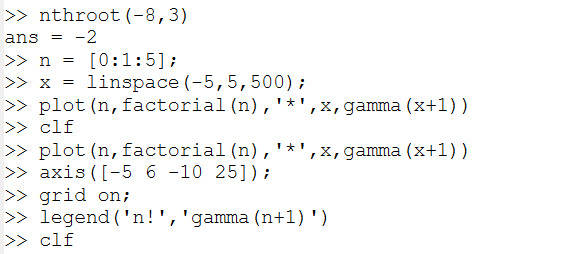 >> nthroot(-8,3)
ans = -2
>> n = [0:1:5];
>> x = linspace(-5,5,500);
>> plot(n,factorial(n),'*',x,gamma(x+1))
>> clf
>> plot(n,factorial(n),'*',x,gamma(x+1))
>> axis([-5 6 -10 25]);
>> grid on;
>> legend('n!','gamma(n+1)')
>> clf